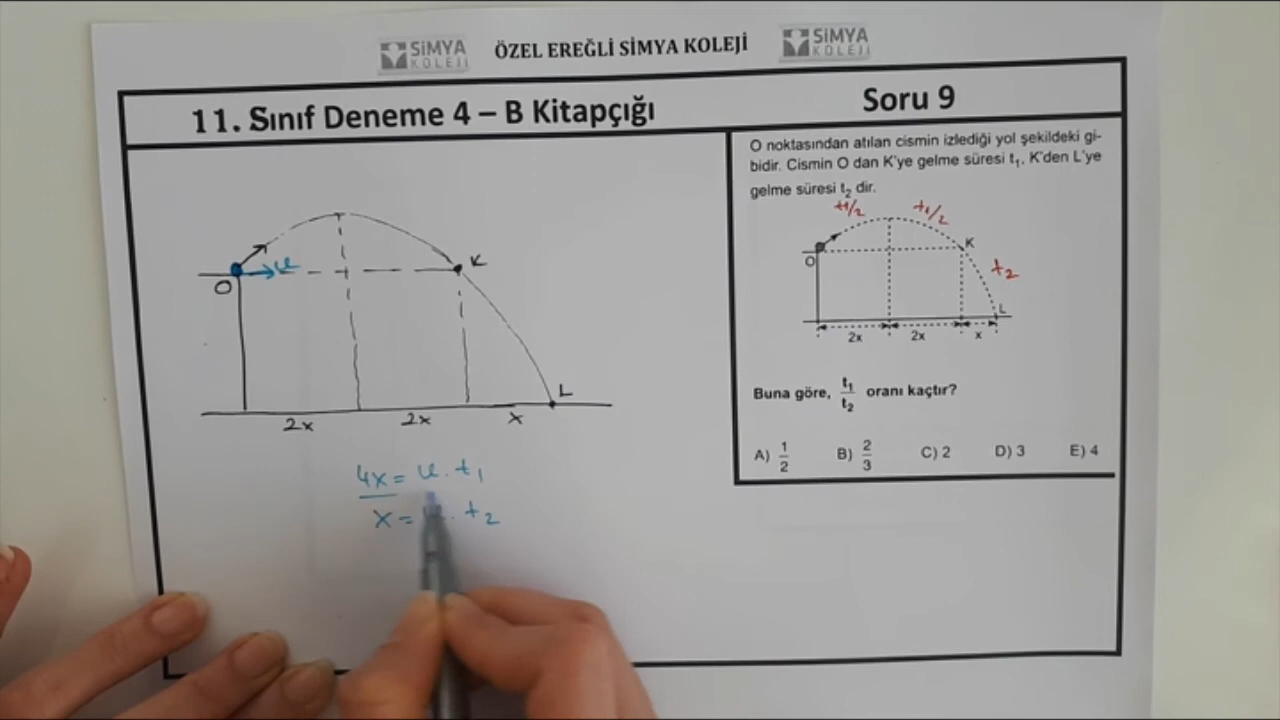 SİMYA KOLEJ
ÖZEL EREĞLİ SİMYA KOLEJİ
SİMYA KOLEJ
11. Sınıf Deneme 4 – B Kitapçığı
Soru 9
O noktasından atılan cismin izlediği yol şekildeki gi-
bidir. Cismin O dan K'ye gelme süresi t₁, K'den L'ye
gelme süresi t₂ dir.
t₁/2 t₁/2
O K t₂
L
2x 2x x
Buna göre, t₁/t₂ oranı kaçtır?
A) 1/2 B) 2/3 C) 2 D) 3 E) 4
O K
L
2x 2x x
4x = . t₁
x = . t₂